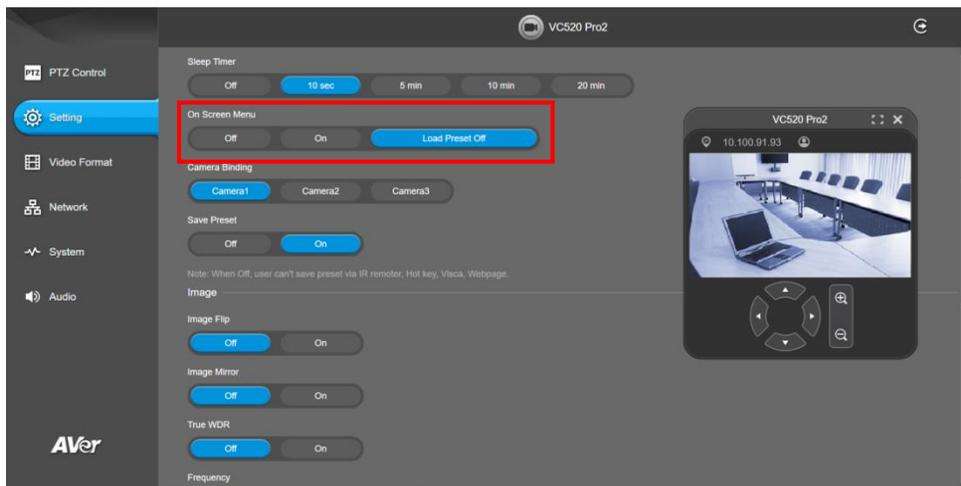 VC520 Pro2
PTZ PTZ Control
Setting
Video Format
Network
System
Audio
AVer
Sleep Timer
Off 10 sec 5 min 10 min 20 min
On Screen Menu
Off On Load Preset Off
Camera Binding
Camera1 Camera2 Camera3
Save Preset
Off On
Note: When Off, user can't save preset via IR remoter, Hot key, Visca, Webpage.
Image
Image Flip
Off On
Image Mirror
Off On
True WDR
Off On
Frequency
VC520 Pro2
10.100.91.93